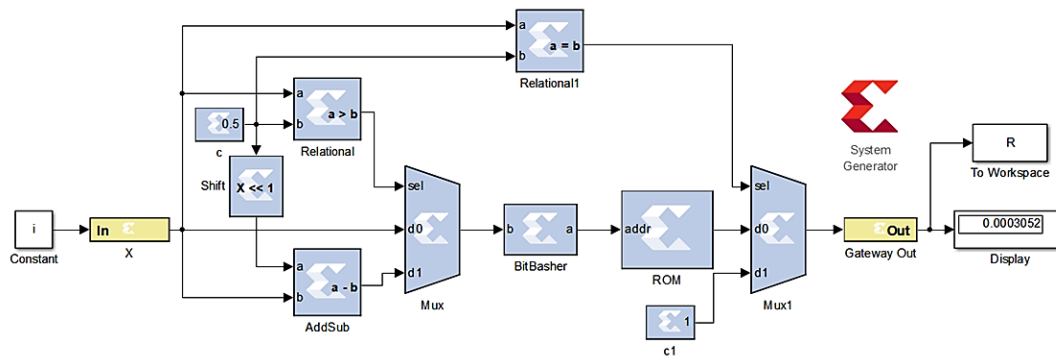 a
b
a = b
Relational1
a
b
a > b
Relational
0.5
c
Shift
X << 1
System
Generator
R
To Workspace
sel
d0
d1
Mux
b
a
BitBasher
addr
ROM
sel
d0
d1
Mux1
i
Constant
In
X
Out
Gateway Out
0.0003052
Display
a
b
a - b
AddSub
1
c1